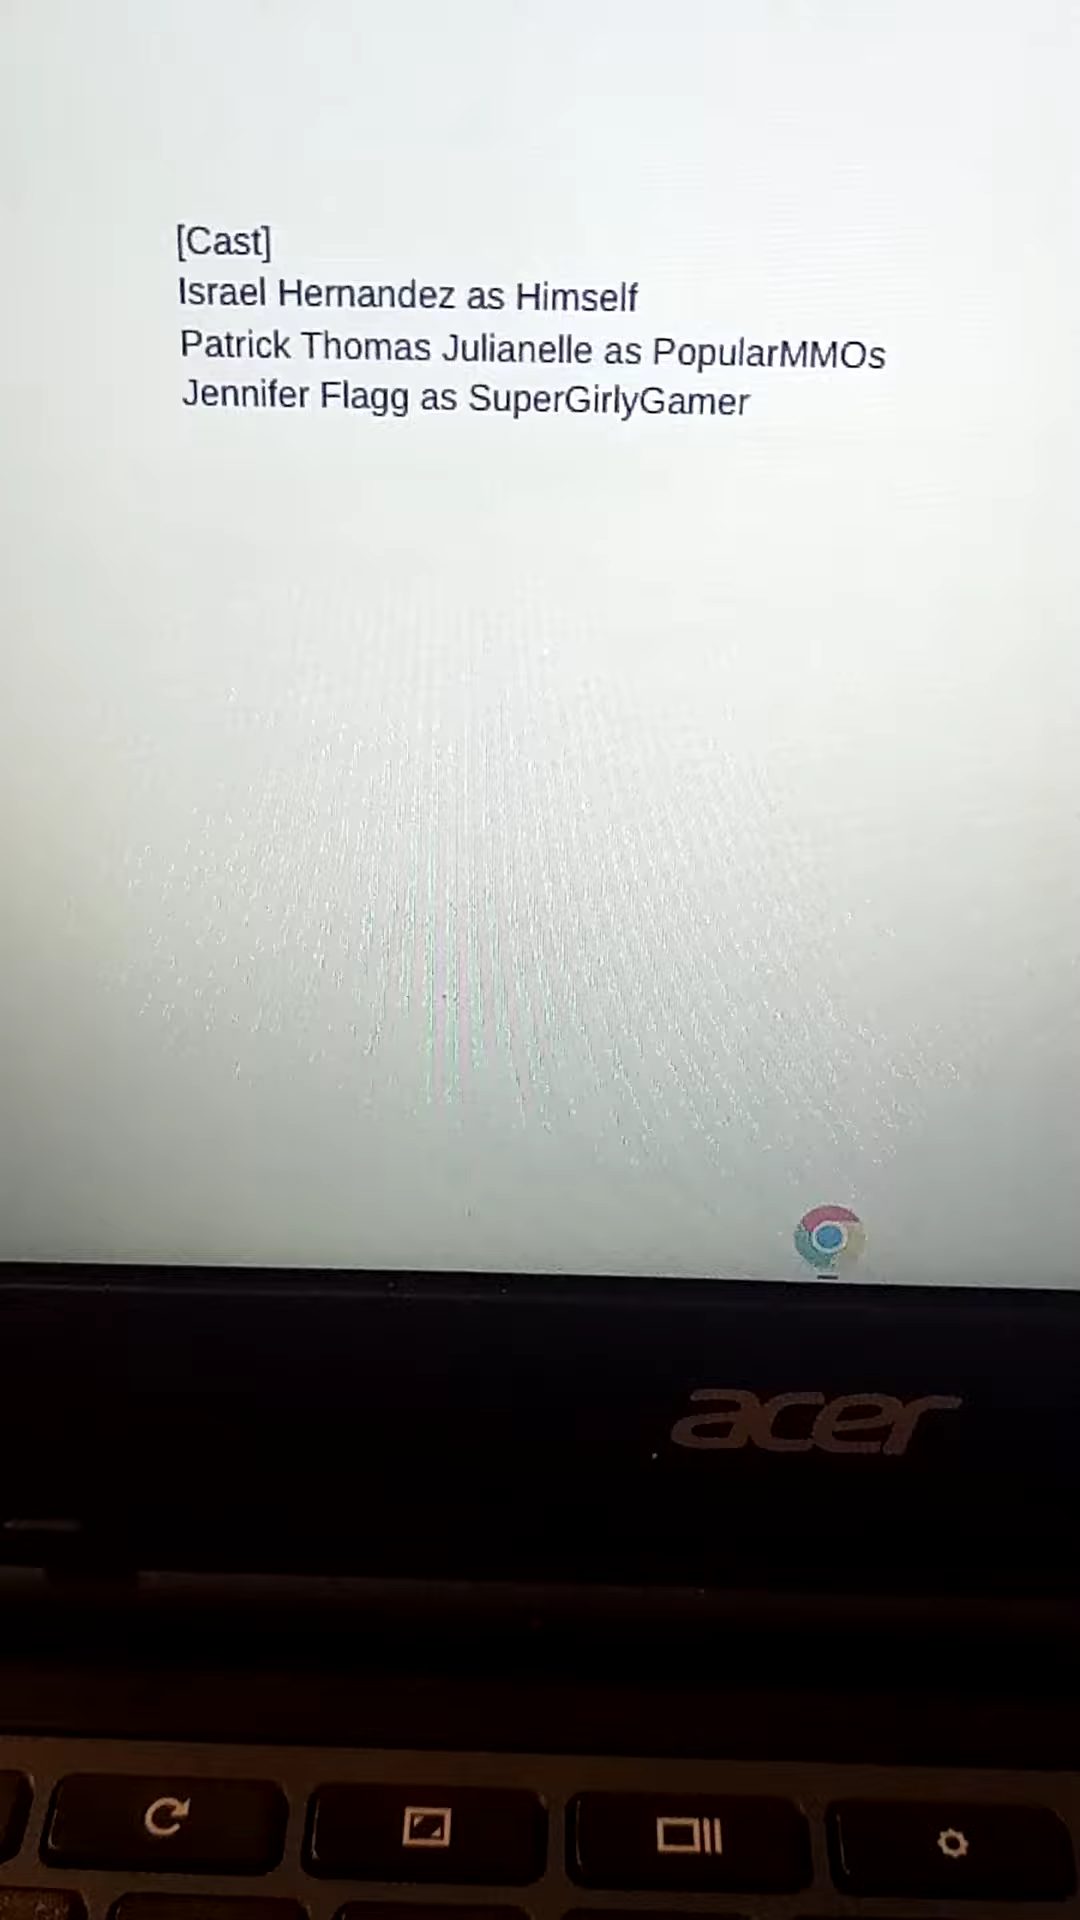 [Cast]
Israel Hernandez as Himself
Patrick Thomas Julianelle as PopularMMOs
Jennifer Flagg as SuperGirlyGamer
acer